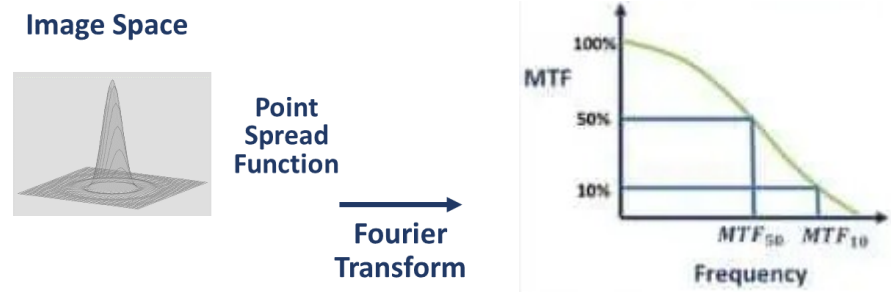 Image Space
Point
Spread
Function
Fourier
Transform
100%
MTF
50%
10%
MTF50 MTF10
Frequency